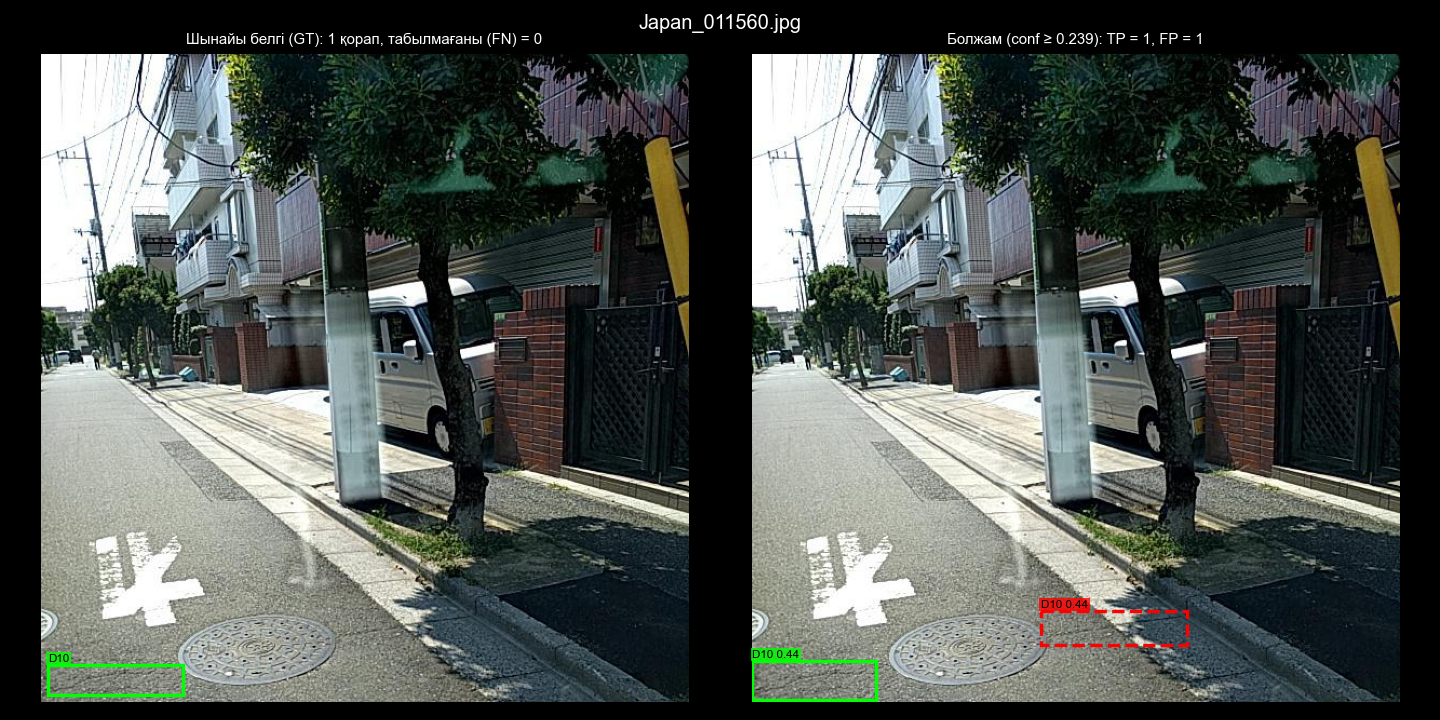 Japan_011560.jpg
Шынайы белгі (GT): 1 қорап, табылмағаны (FN) = 0
Болжам (conf ≥ 0.239): TP = 1, FP = 1
D10
D10 0.44
D10 0.44